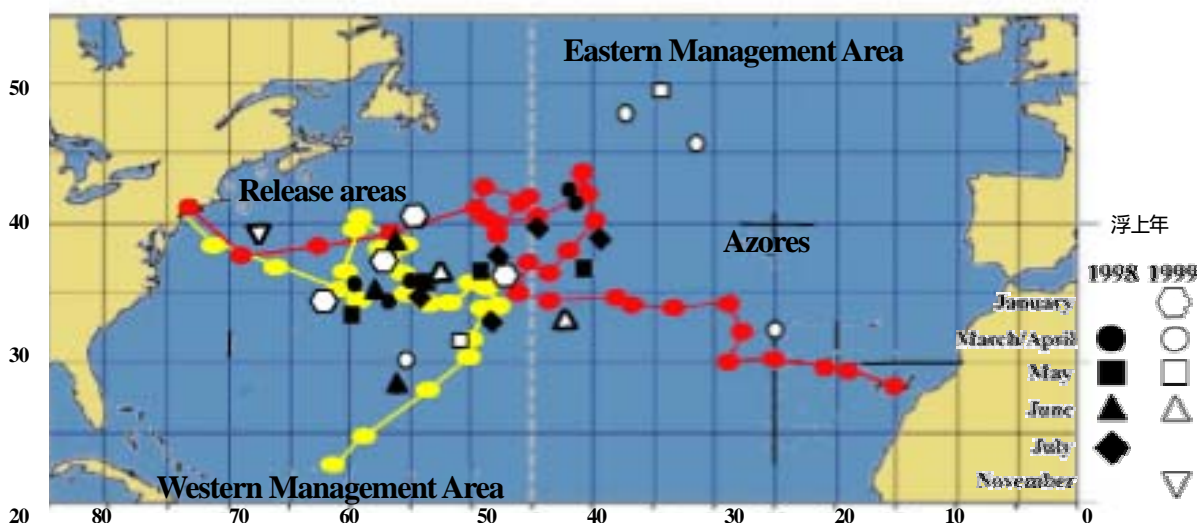 Eastern Management Area
50
Release areas
40
Azores
浮上年
1998 1999
January
March/April
30
May
June
July
Western Management Area
November
20 80 70 60 50 40 30 20 10 0